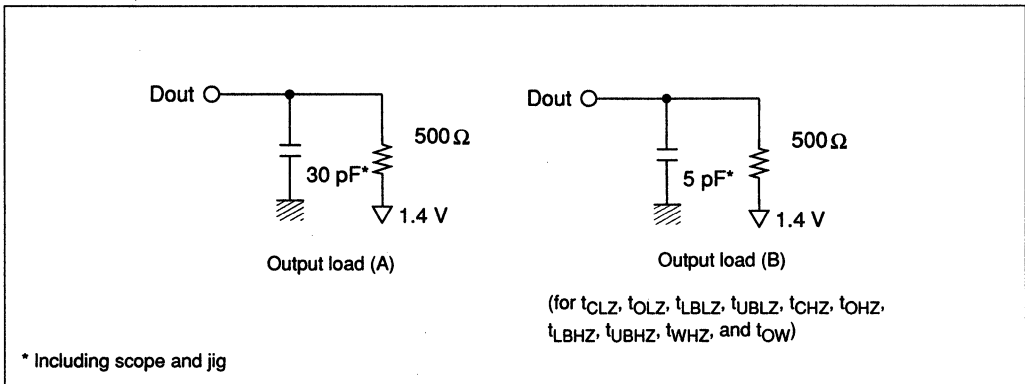 Dout
500Ω
30 pF*
1.4 V
Output load (A)
Dout
500Ω
5 pF*
1.4 V
Output load (B)
(for tCLZ, tOLZ, tLBLZ, tUBLZ, tCHZ, tOHZ,
tLBHZ, tUBHZ, tWHZ, and tOW)
* Including scope and jig